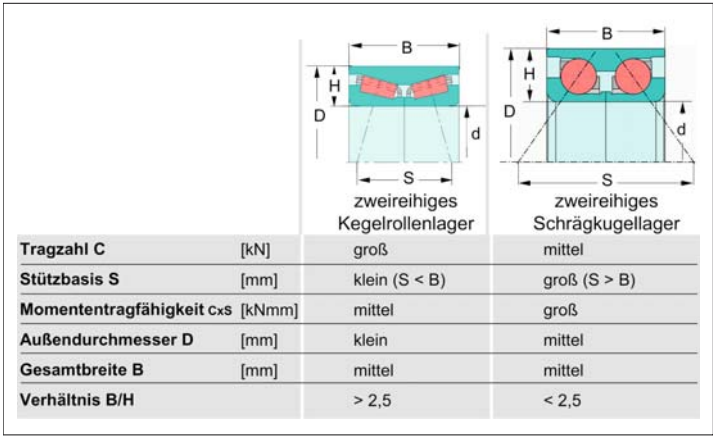 B
B
H
H
D
D
d
d
S
S
zweireihiges
Kegelrollenlager
zweireihiges
Schrägkugellager
Tragzahl C [kN] groß mittel
Stützbasis S [mm] klein (S < B) groß (S > B)
Momententragfähigkeit CxS [kNmm] mittel groß
Außendurchmesser D [mm] klein mittel
Gesamtbreite B [mm] mittel mittel
Verhältnis B/H > 2,5 < 2,5